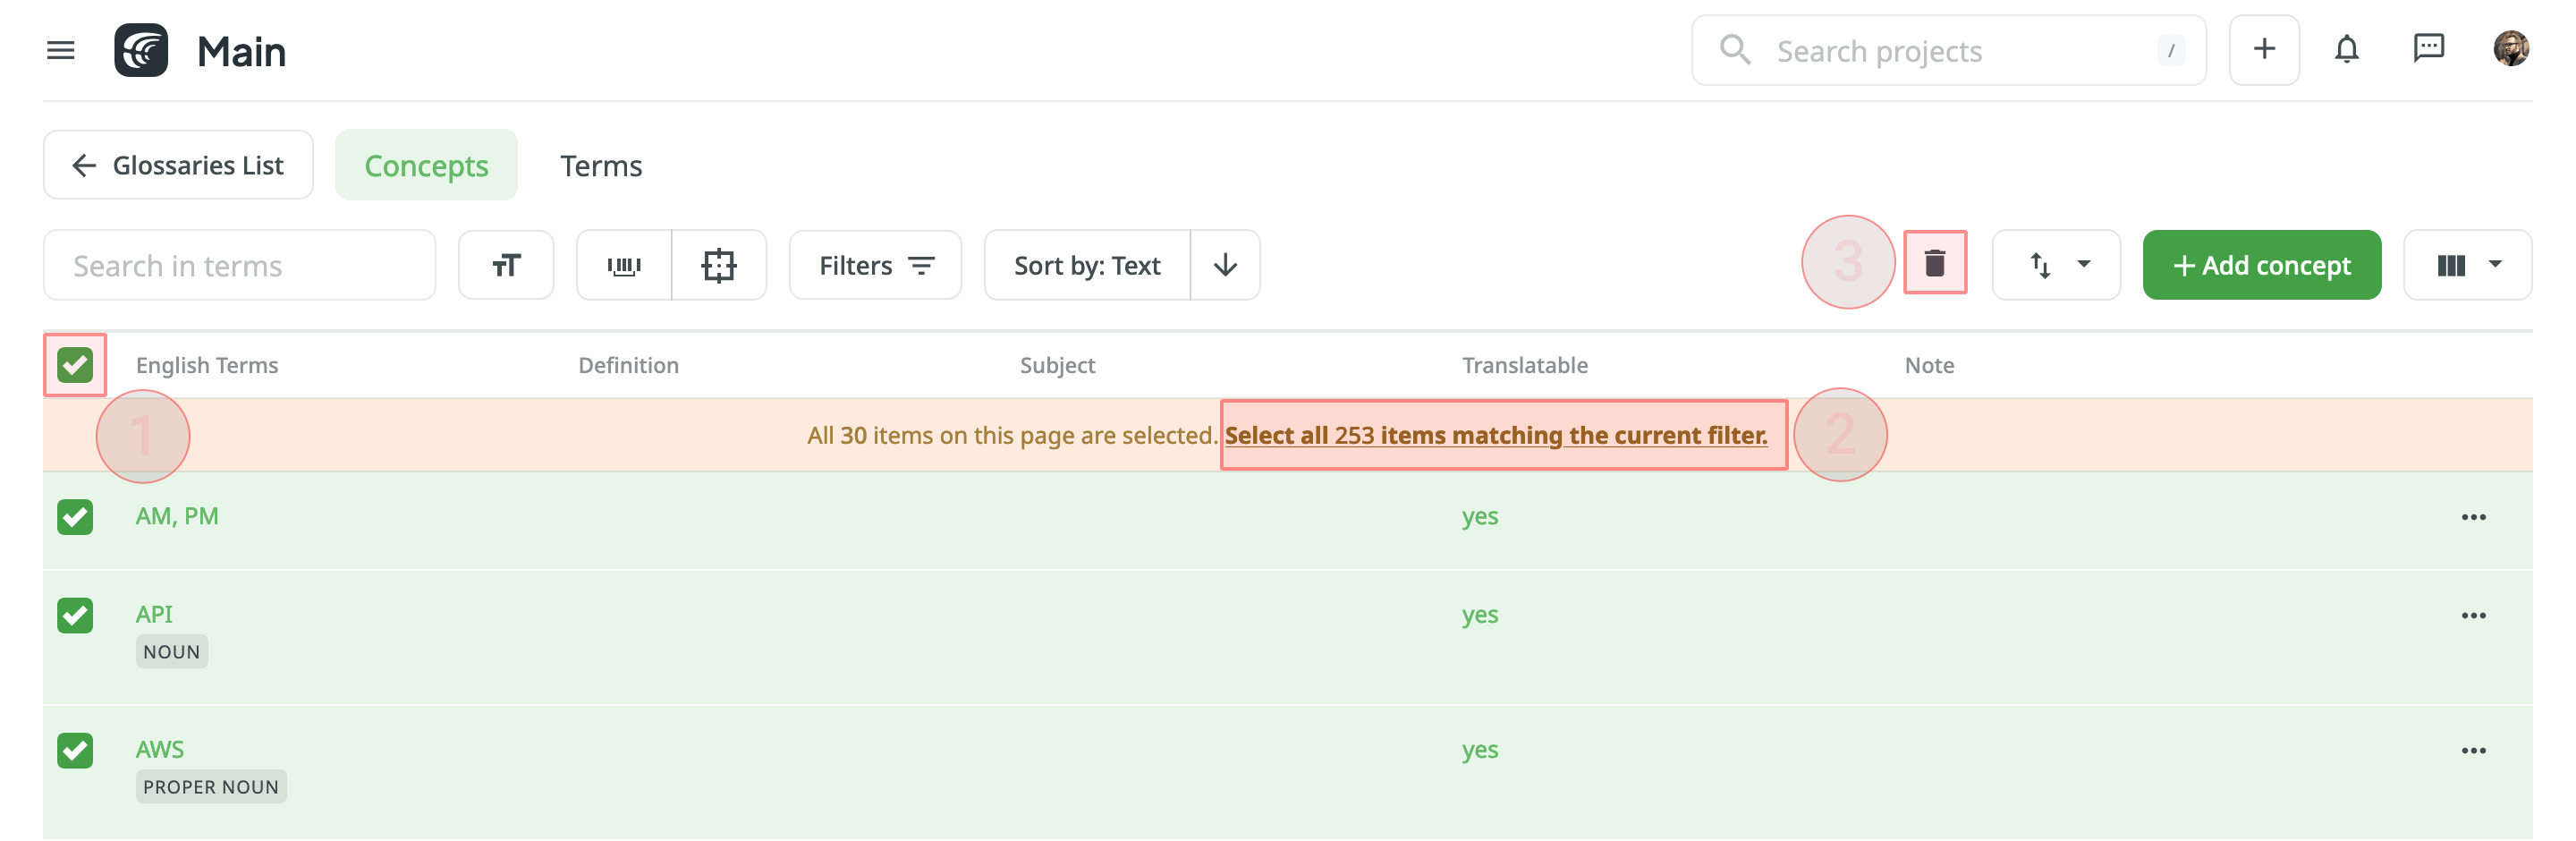 Main
Search projects /
Glossaries List Concepts Terms
Search in terms Filters Sort by: Text 3 + Add concept
English Terms Definition Subject Translatable Note
1 All 30 items on this page are selected. Select all 253 items matching the current filter. 2
AM, PM yes
API yes
NOUN
AWS yes
PROPER NOUN